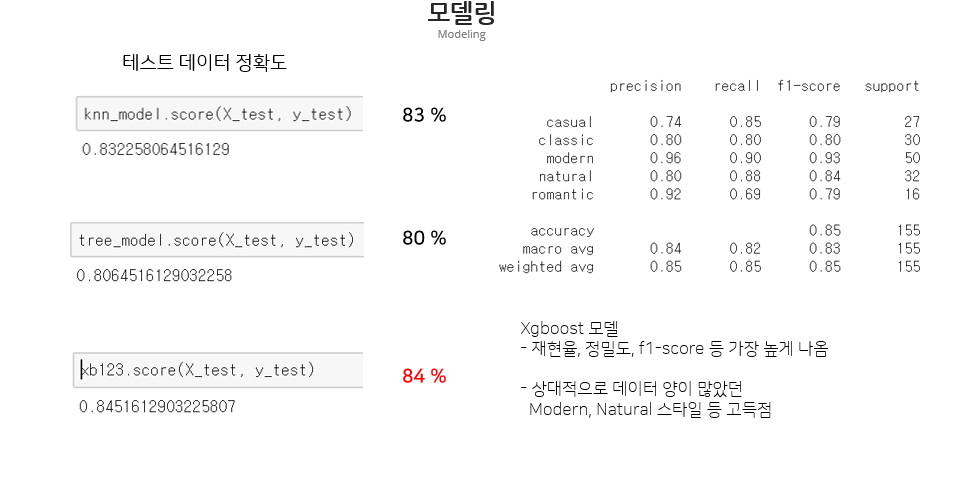 모델링
Modeling
테스트 데이터 정확도
knn_model.score(X_test, y_test)
83 %
0.832258064516129
tree_model.score(X_test, y_test)
80 %
0.8064516129032258
xb123.score(X_test, y_test)
84 %
0.8451612903225807
precision recall f1-score support
casual 0.74 0.85 0.79 27
classic 0.80 0.80 0.80 30
modern 0.96 0.90 0.93 50
natural 0.80 0.88 0.84 32
romantic 0.92 0.69 0.79 16
accuracy 0.85 155
macro avg 0.84 0.82 0.83 155
weighted avg 0.85 0.85 0.85 155
Xgboost 모델
- 재현율, 정밀도, f1-score 등 가장 높게 나옴
- 상대적으로 데이터 양이 많았던
Modern, Natural 스타일 등 고득점